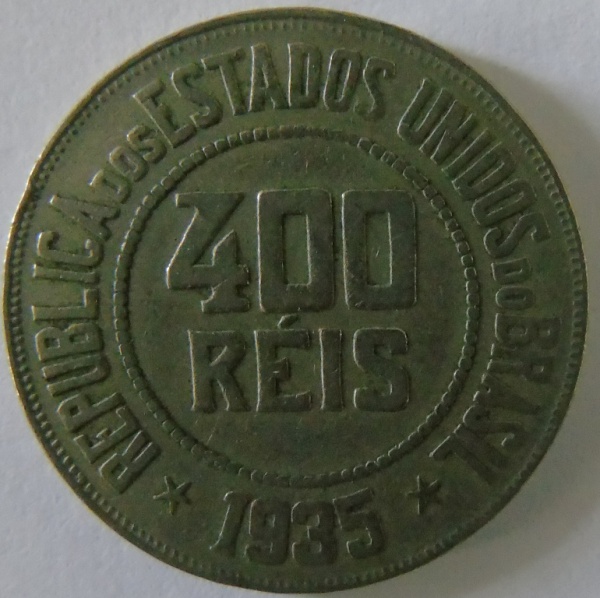 REPUBLICA DOS ESTADOS UNIDOS DO BRASIL
400
RÉIS
1935